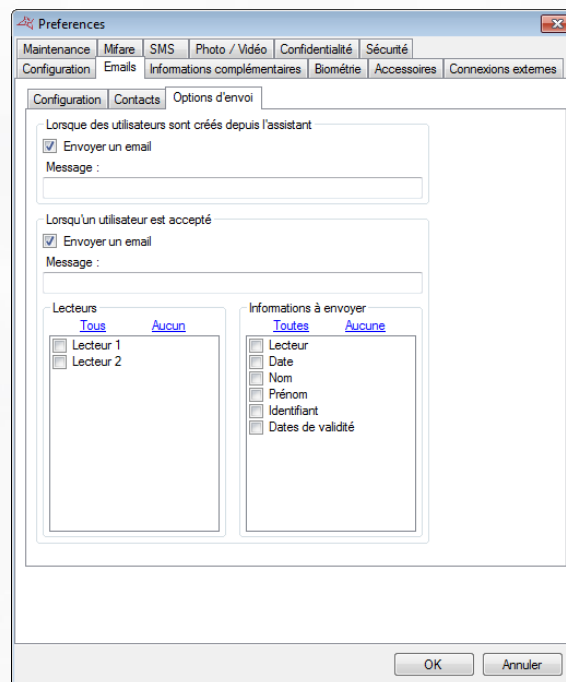 Preferences
Maintenance Mifare SMS Photo / Vidéo Confidentialité Sécurité
Configuration Emails Informations complémentaires Biométrie Accessoires Connexions externes
Configuration Contacts Options d'envoi
Lorsque des utilisateurs sont créés depuis l'assistant
Envoyer un email
Message :
Lorsqu'un utilisateur est accepté
Envoyer un email
Message :
Lecteurs
Tous Aucun
Lecteur 1
Lecteur 2
Informations à envoyer
Toutes Aucune
Lecteur
Date
Nom
Prénom
Identifiant
Dates de validité
OK Annuler